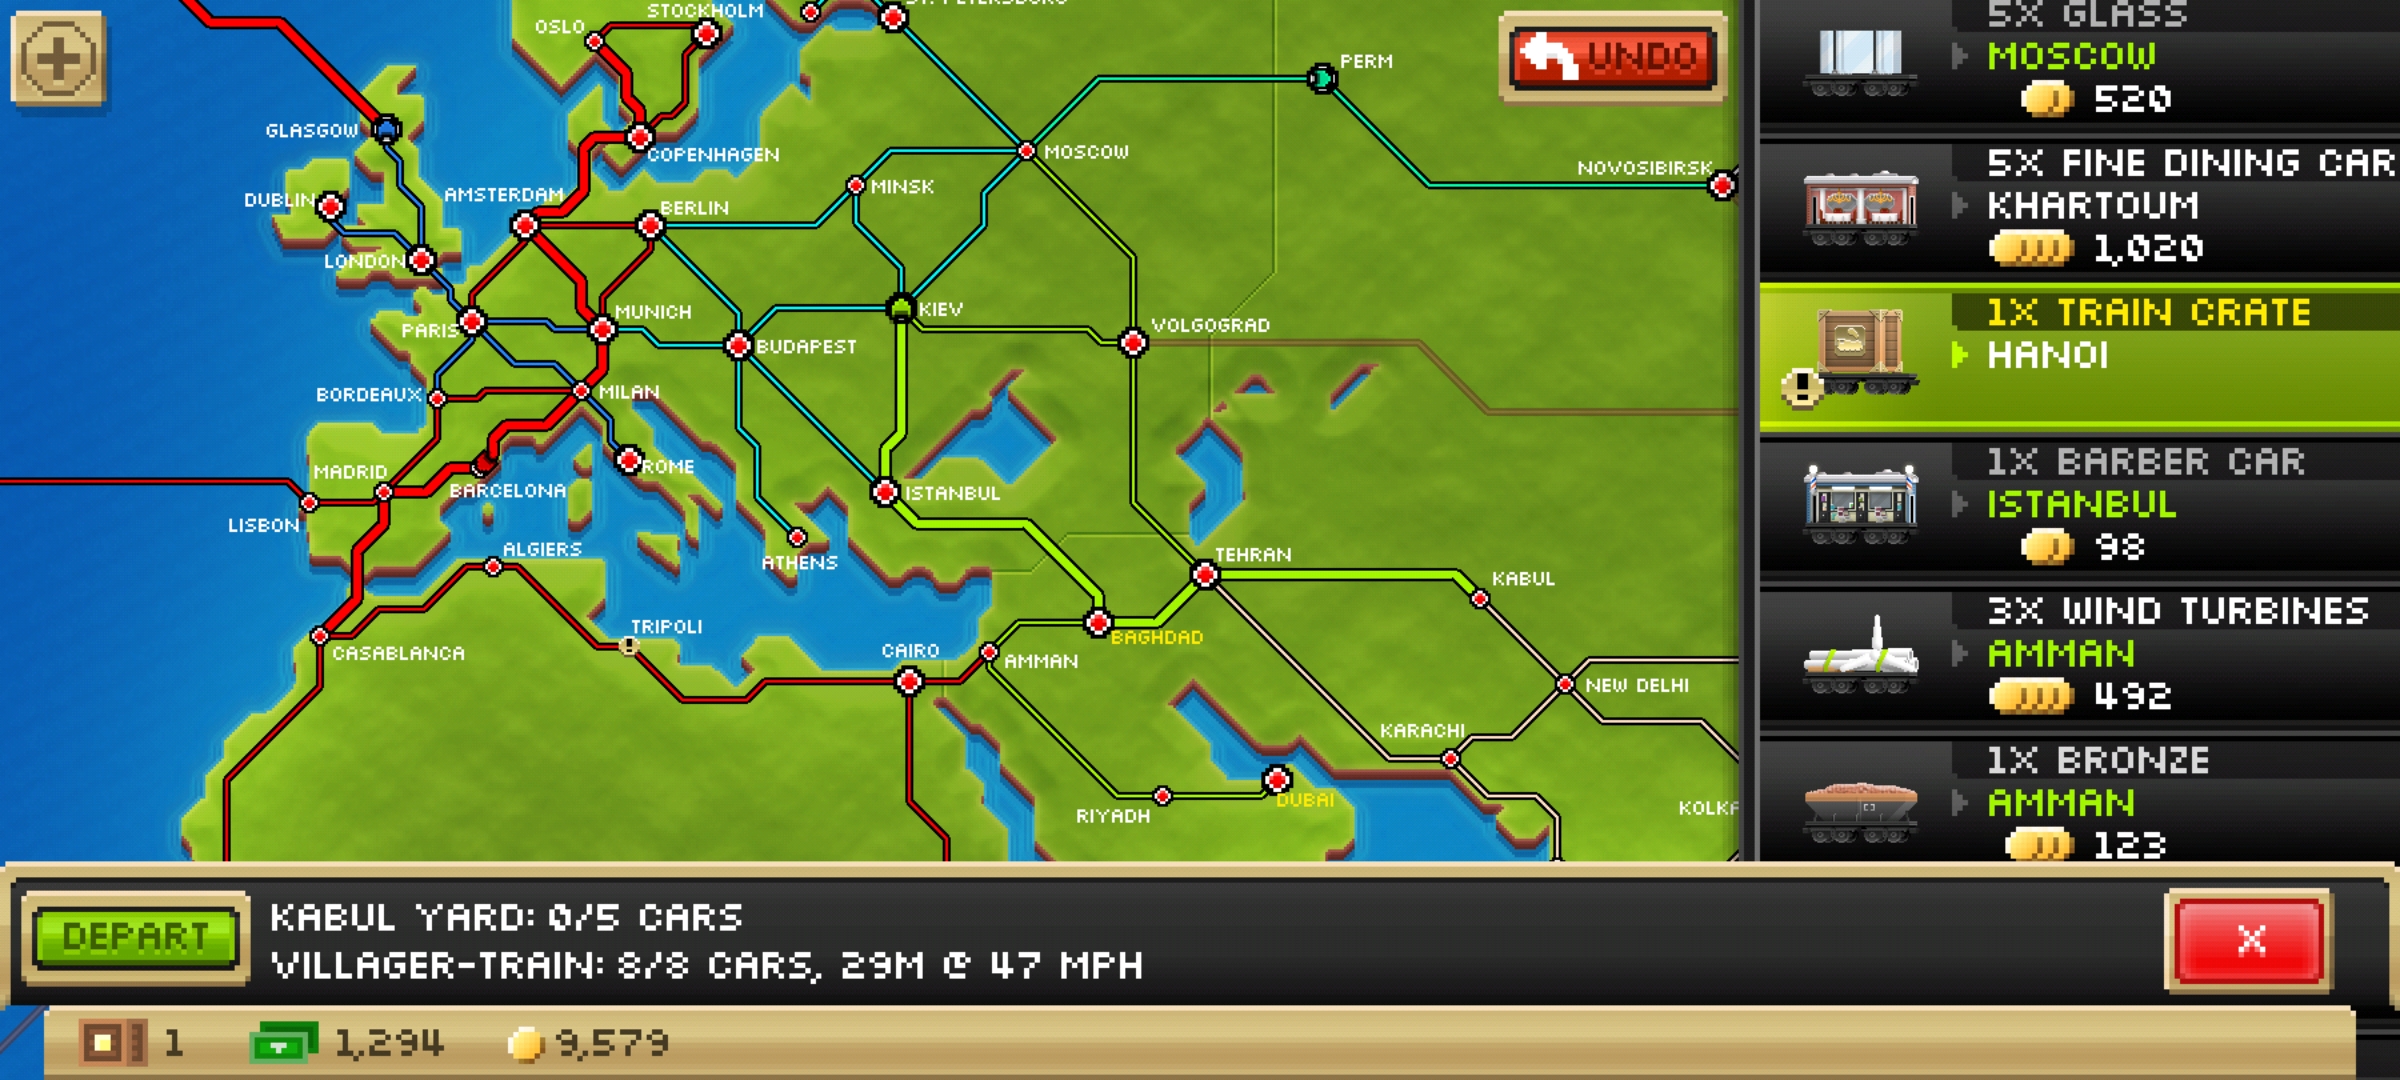 STOCKHOLM
OSLO
PERM
UNDO
GLASGOW
COPENHAGEN
MOSCOW
NOVOSIBIRSK
DUBLIN
AMSTERDAM
BERLIN
MINSK
LONDON
MUNICH
KIEV
VOLGOGRAD
PARIS
BUDAPEST
BORDEAUX
MILAN
MADRID
ROME
BARCELONA
ISTANBUL
LISBON
ALGIERS
ATHENS
TEHRAN
KABUL
TRIPOLI
BAGHDAD
CASABLANCA
CAIRO
AMMAN
NEW DELHI
KARACHI
DUBAI
RIYADH
5X GLASS
MOSCOW
520
5X FINE DINING CAR
KHARTOUM
1,020
1X TRAIN CRATE
HANOI
1X BARBER CAR
ISTANBUL
98
3X WIND TURBINES
AMMAN
492
1X BRONZE
AMMAN
123
DEPART
KABUL YARD: 0/5 CARS
VILLAGER-TRAIN: 8/8 CARS, 29M @ 47 MPH
X
1
1,294
9,579